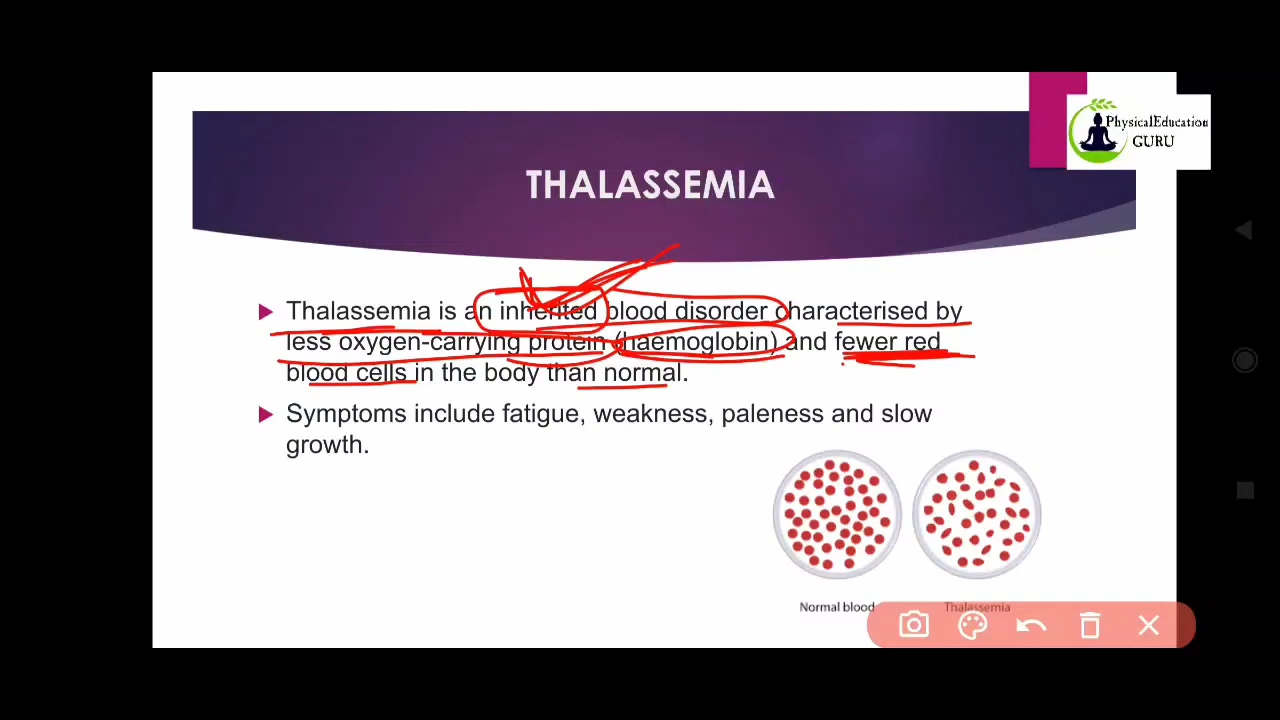 PhysicalEducation
GURU
THALASSEMIA
Thalassemia is an inherited blood disorder characterised by
less oxygen-carrying protein (haemoglobin) and fewer red
blood cells in the body than normal.
Symptoms include fatigue, weakness, paleness and slow
growth.
Normal blood
Thalassemia